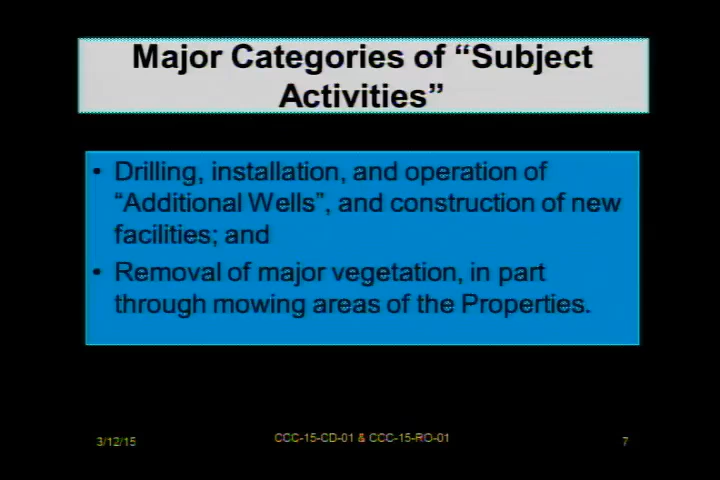 Major Categories of “Subject
Activities”
• Drilling, installation, and operation of
“Additional Wells”, and construction of new
facilities; and
• Removal of major vegetation, in part
through mowing areas of the Properties.
3/12/15
CCC-15-CD-01 & CCC-15-RO-01
7